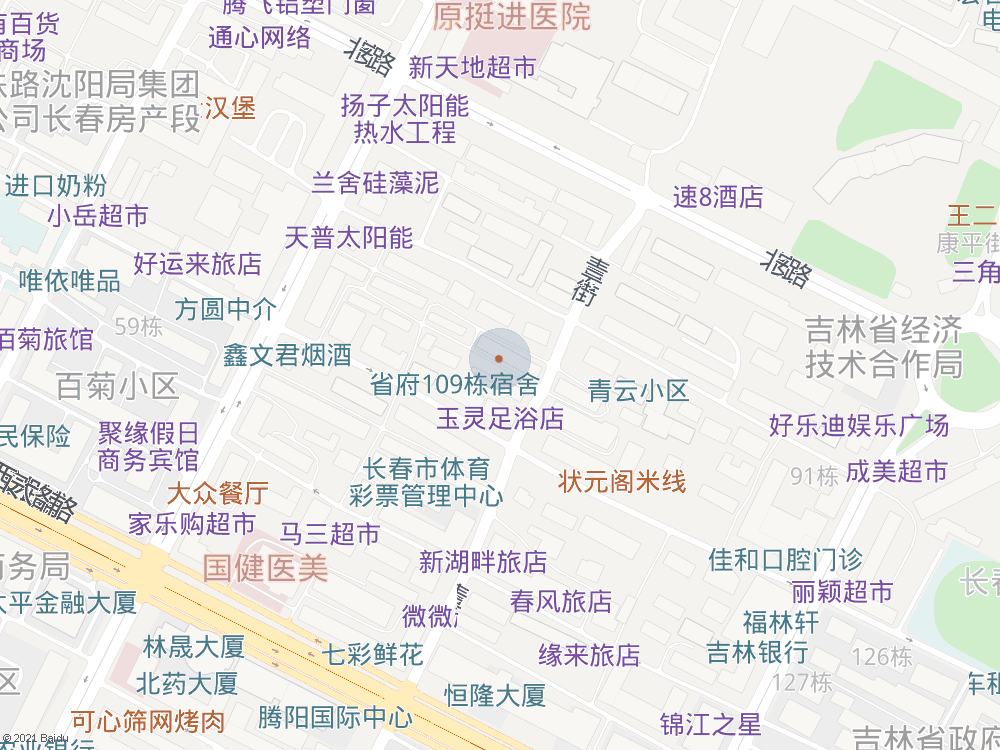 有百货
商场
腾飞铝塑门窗
通心网络
原挺进医院
新天地超市
铁路沈阳局集团
公司长春房产段
汉堡
扬子太阳能
热水工程
进口奶粉
小岳超市
兰舍硅藻泥
天普太阳能
速8酒店
王二
康平街
三角
好运来旅店
唯依唯品
方圆中介
59栋
百菊旅馆
鑫文君烟酒
百菊小区
省府109栋宿舍
玉灵足浴店
青云小区
吉林省经济
技术合作局
好乐迪娱乐广场
民保险
聚缘假日
商务宾馆
长春市体育
彩票管理中心
状元阁米线
91栋
成美超市
大众餐厅
家乐购超市
马三超市
国健医美
新湖畔旅店
佳和口腔门诊
丽颖超市
商务局
太平金融大厦
微微
春风旅店
福林轩
吉林银行
长春
林晟大厦
七彩鲜花
缘来旅店
126栋
127栋
北药大厦
恒隆大厦
车和
区
可心筛网烤肉
腾阳国际中心
锦江之星
吉林省政府
农业银行
© 2021 Baidu